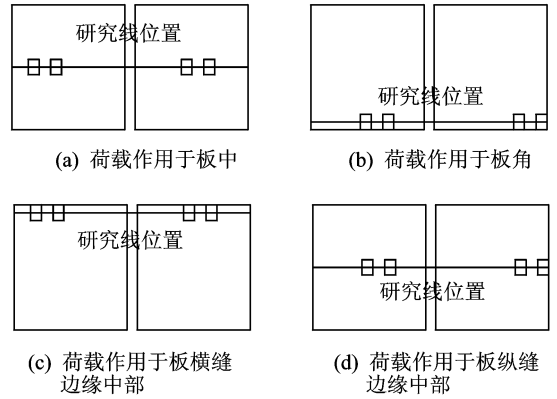 研究线位置
(a) 荷载作用于板中
研究线位置
(b) 荷载作用于板角
研究线位置
(c) 荷载作用于板横缝
边缘中部
研究线位置
(d) 荷载作用于板纵缝
边缘中部